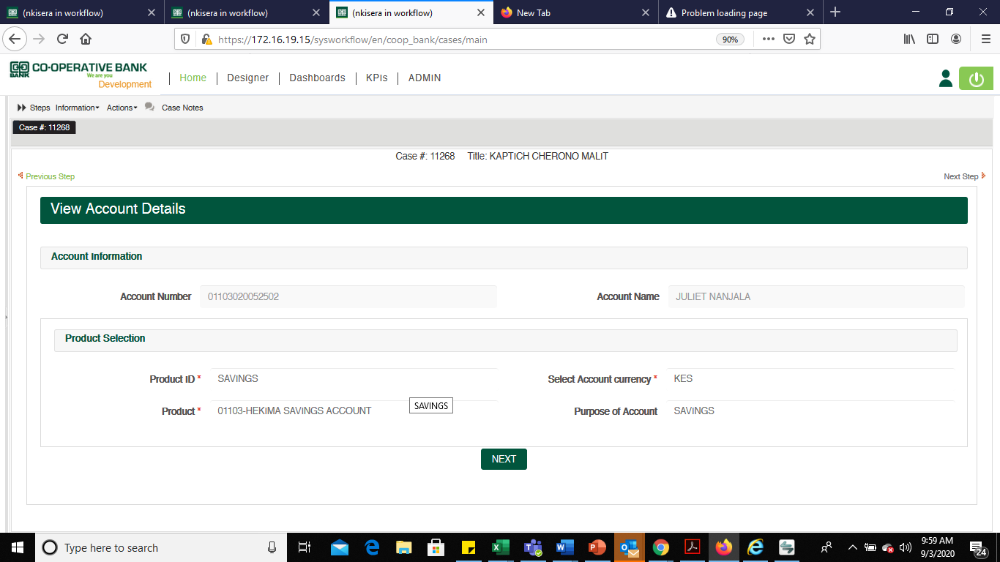 (nkisera in workflow)
(nkisera in workflow)
(nkisera in workflow)
New Tab
Problem loading page
https://172.16.19.15/sysworkflow/en/coop_bank/cases/main
90%
CO-OPERATIVE BANK
BANK
We are you
Development
Home
Designer
Dashboards
KPIs
ADMIN
Steps
Information
Actions
Case Notes
Case #: 11268
Case #: 11268 Title: KAPTICH CHERONO MALIT
Previous Step
Next Step
View Account Details
Account Information
Account Number
01103020052502
Account Name
JULIET NANJALA
Product Selection
Product ID *
SAVINGS
Select Account currency *
KES
Product *
01103-HEKIMA SAVINGS ACCOUNT
SAVINGS
Purpose of Account
SAVINGS
NEXT
Type here to search
9:59 AM
9/3/2020
24